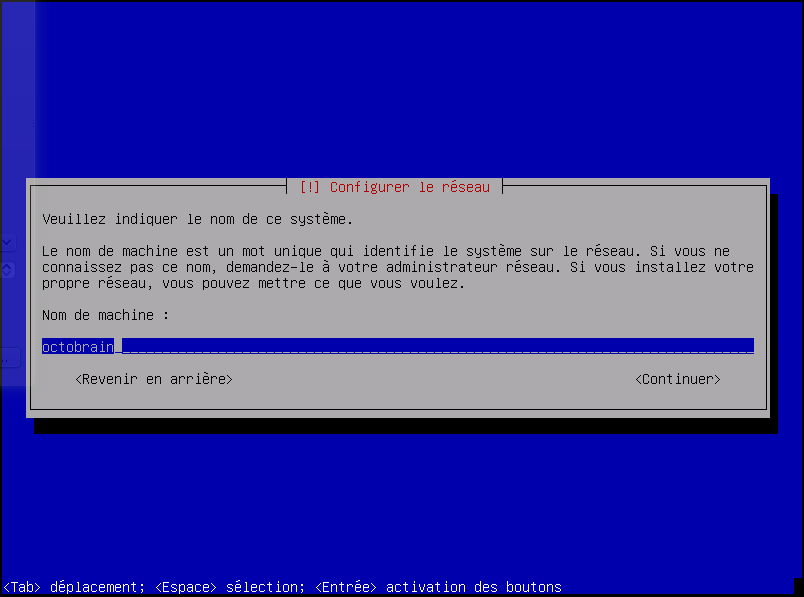 [!] Configurer le réseau
Veuillez indiquer le nom de ce système.
Le nom de machine est un mot unique qui identifie le système sur le réseau. Si vous ne
connaissez pas ce nom, demandez-le à votre administrateur réseau. Si vous installez votre
propre réseau, vous pouvez mettre ce que vous voulez.
Nom de machine :
octobrain
<Revenir en arrière> <Continuer>
<Tab> déplacement; <Espace> sélection; <Entrée> activation des boutons